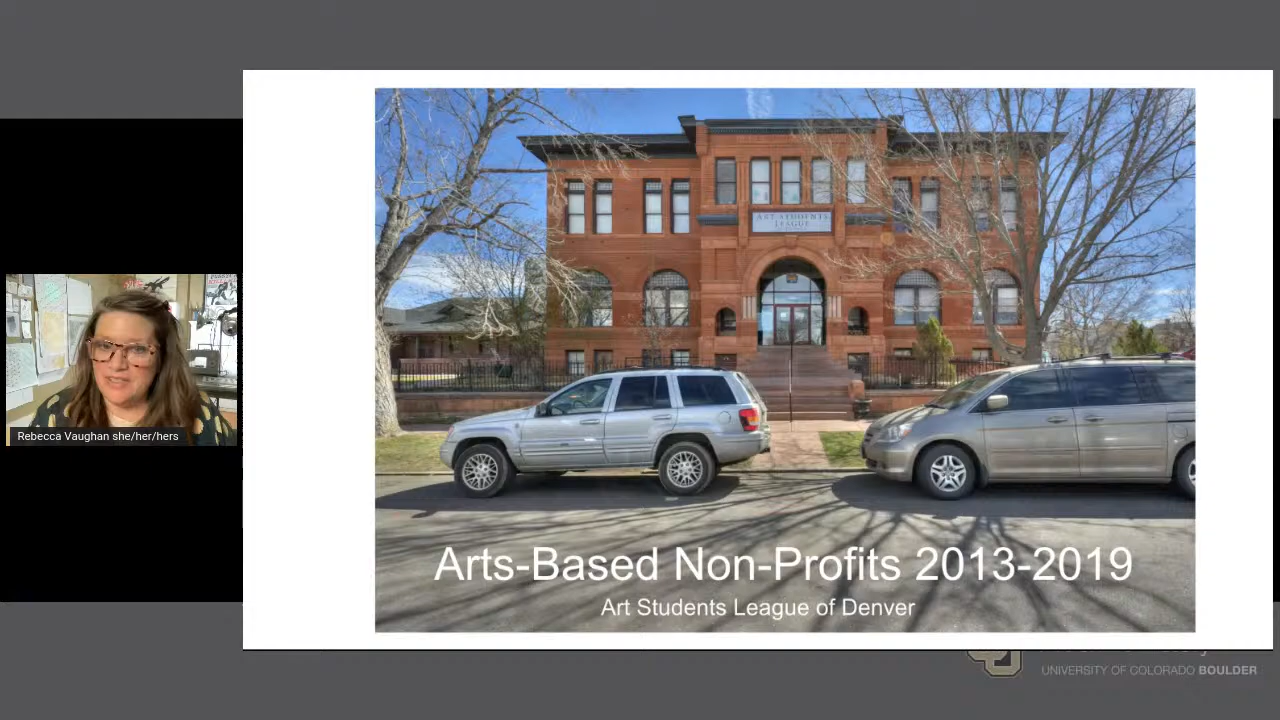 ART STUDENTS
LEAGUE
Rebecca Vaughan she/her/hers
Arts-Based Non-Profits 2013-2019
Art Students League of Denver
UNIVERSITY OF COLORADO BOULDER